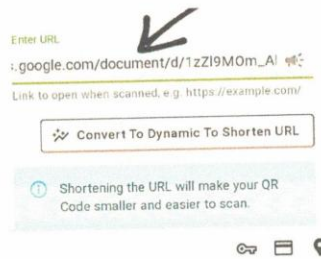 Enter URL
s.google.com/document/d/1zZl9MOm_Al
Link to open when scanned, e.g. https://example.com/
Convert To Dynamic To Shorten URL
Shortening the URL will make your QR
Code smaller and easier to scan.